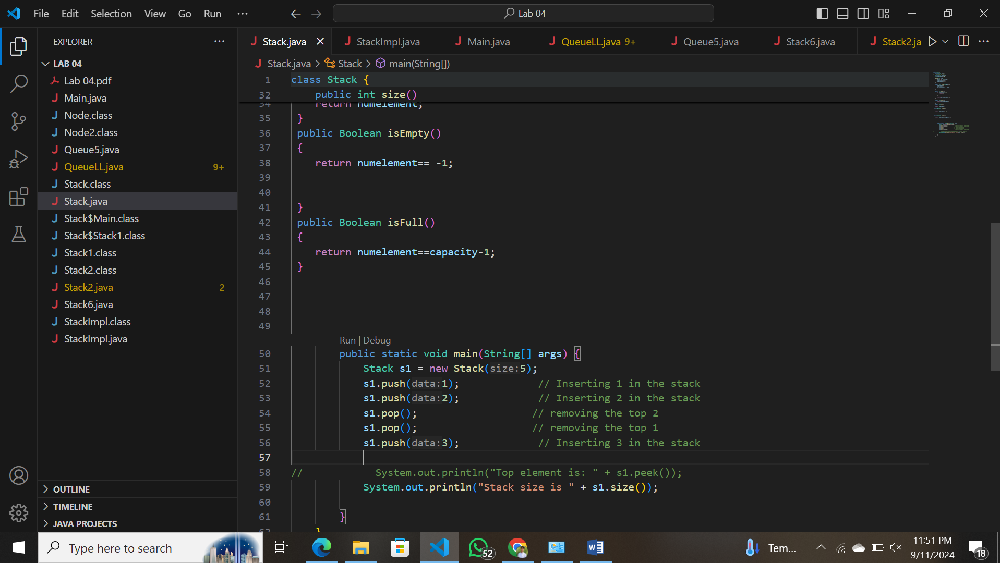 File Edit Selection View Go Run ··· Lab 04
EXPLORER ···
LAB 04
Lab 04.pdf
Main.java
Node.class
Node2.class
Queue5.java
QueueLL.java 9+
Stack.class
Stack.java
Stack$Main.class
Stack$Stack1.class
Stack1.class
Stack2.class
Stack2.java 2
Stack6.java
StackImpl.class
StackImpl.java
OUTLINE
TIMELINE
JAVA PROJECTS
Stack.java StackImpl.java Main.java QueueLL.java 9+ Queue5.java Stack6.java Stack2.ja ···
Stack.java > Stack > main(String[])
1 class Stack {
32 public int size()
34 return numelement;
35 }
36 public Boolean isEmpty()
37 {
38 return numelement== -1;
39
40
41 }
42 public Boolean isFull()
43 {
44 return numelement==capacity-1;
45 }
46
47
48
49
Run | Debug
50 public static void main(String[] args) {
51 Stack s1 = new Stack(size:5);
52 s1.push(data:1); // Inserting 1 in the stack
53 s1.push(data:2); // Inserting 2 in the stack
54 s1.pop(); // removing the top 2
55 s1.pop(); // removing the top 1
56 s1.push(data:3); // Inserting 3 in the stack
57
58 // System.out.println("Top element is: " + s1.peek());
59 System.out.println("Stack size is " + s1.size());
60
61 }
62 }
Type here to search 52 Tem... 11:51 PM
9/11/2024 18